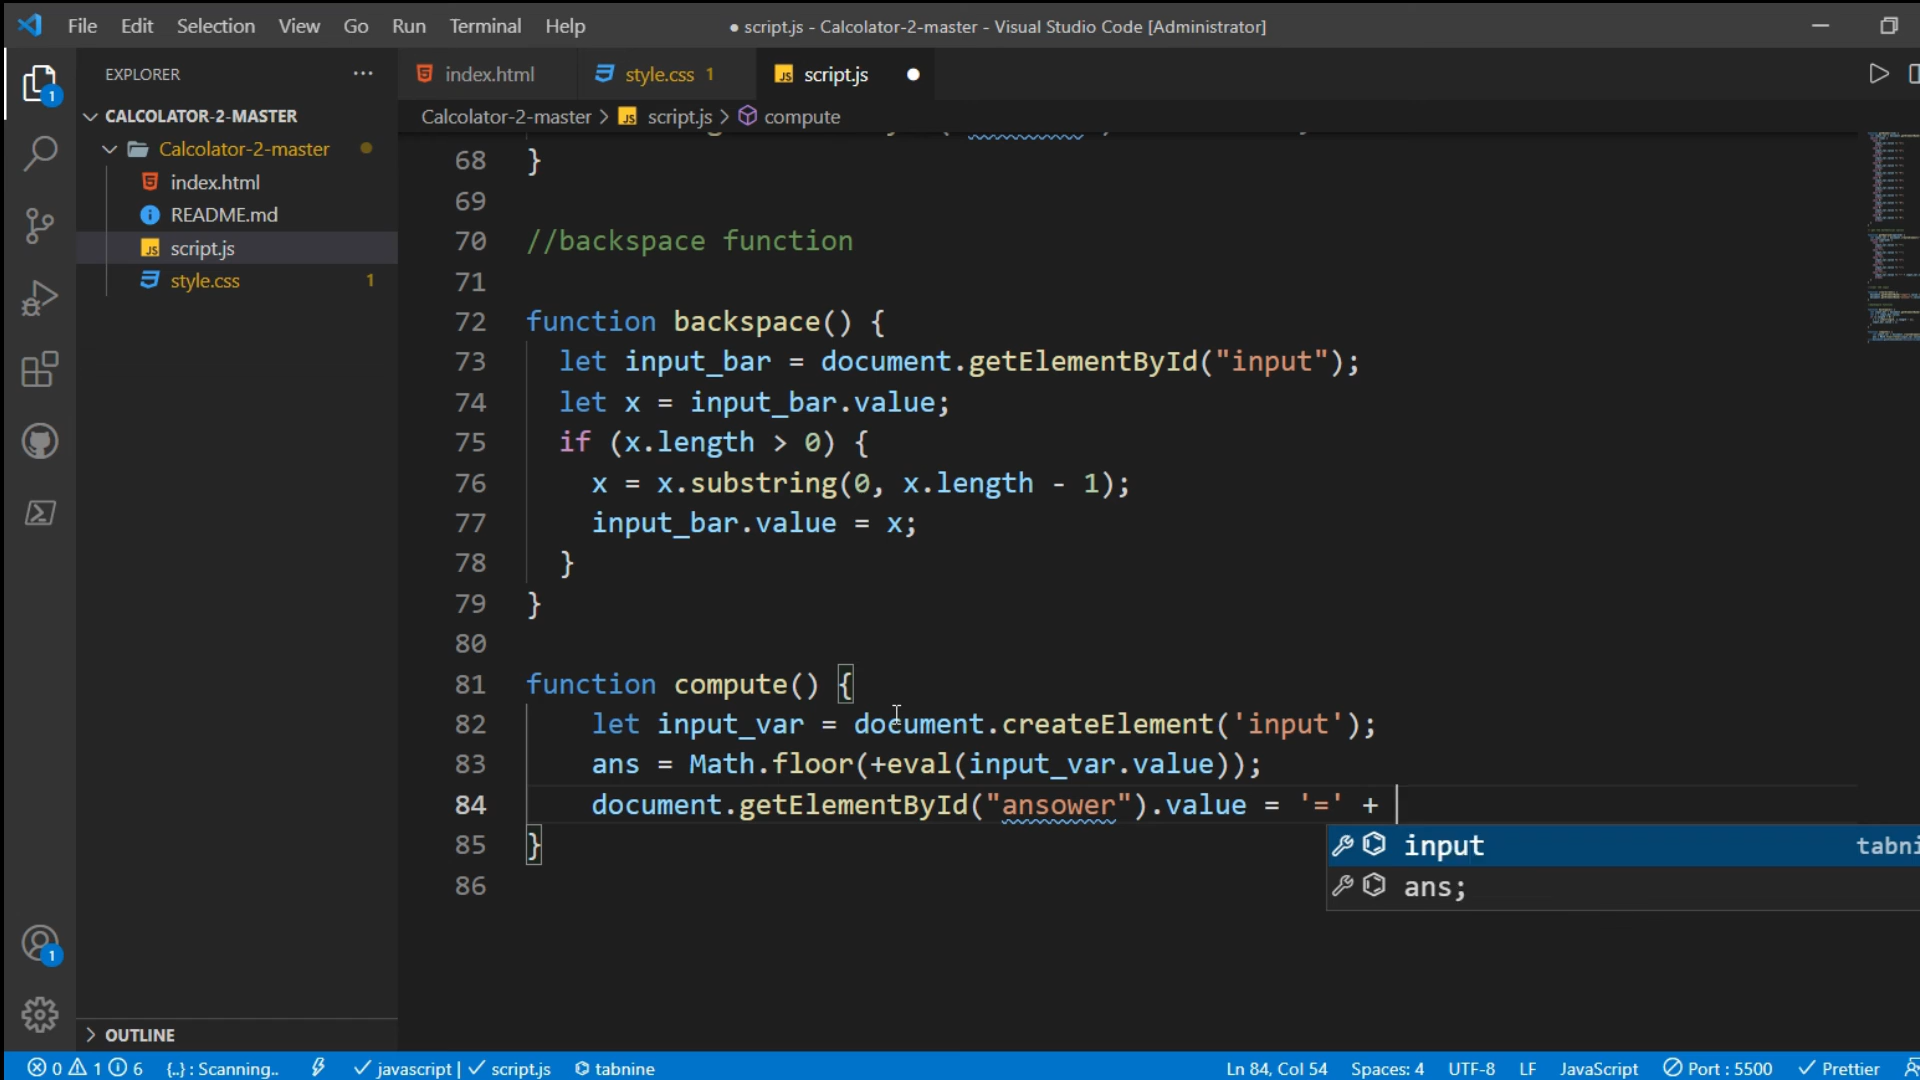 File Edit Selection View Go Run Terminal Help ● script.js - Calcolator-2-master - Visual Studio Code [Administrator]
EXPLORER ...
index.html
style.css 1
script.js ●
CALCOLATOR-2-MASTER
Calcolator-2-master
index.html
README.md
script.js
style.css 1
Calcolator-2-master > script.js > compute
68 }
69
70 //backspace function
71
72 function backspace() {
73 let input_bar = document.getElementById("input");
74 let x = input_bar.value;
75 if (x.length > 0) {
76 x = x.substring(0, x.length - 1);
77 input_bar.value = x;
78 }
79 }
80
81 function compute() {
82 let input_var = document.createElement('input');
83 ans = Math.floor(+eval(input_var.value));
84 document.getElementById("ansower").value = '=' +
85 }
86
input tabni
ans;
1
1
OUTLINE
0 1 6 {..} : Scanning.. javascript | script.js tabnine Ln 84, Col 54 Spaces: 4 UTF-8 LF JavaScript Port : 5500 Prettier